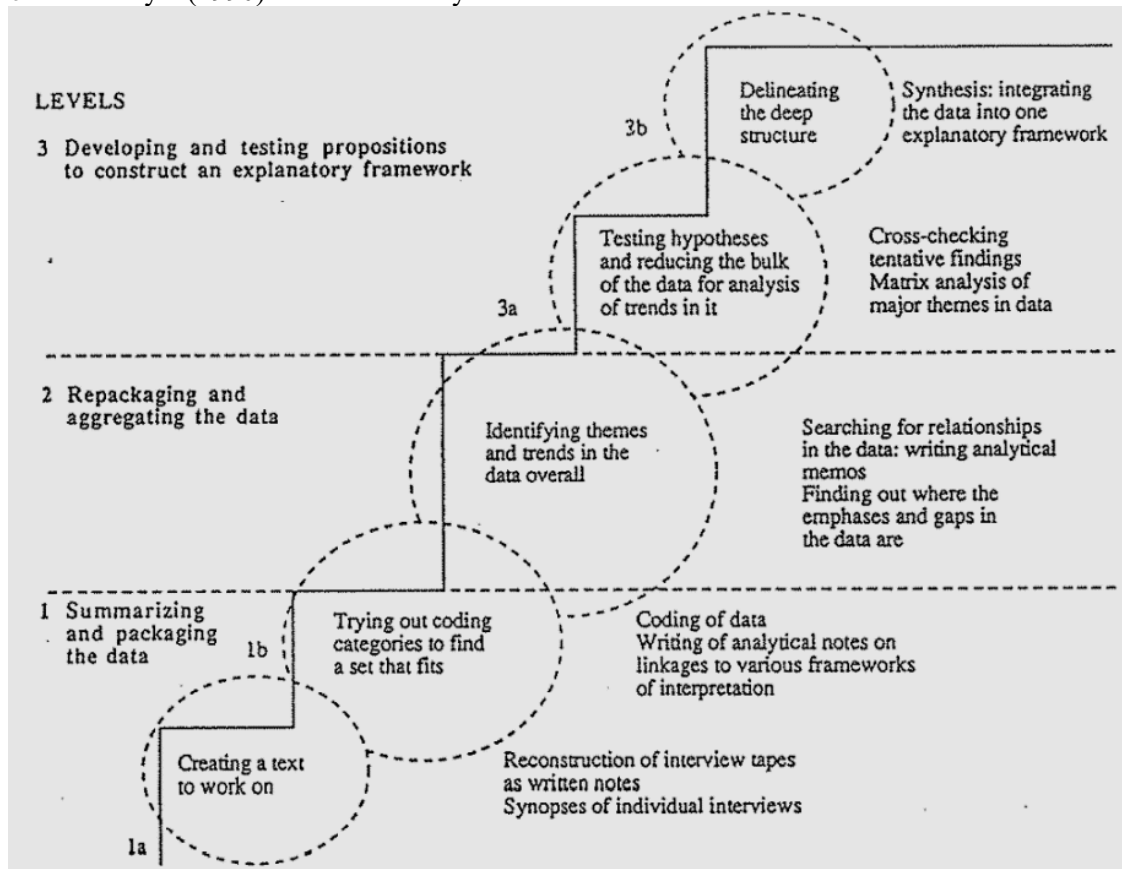 LEVELS
3 Developing and testing propositions
to construct an explanatory framework
3b
Delineating
the deep
structure
Synthesis: integrating
the data into one
explanatory framework
3a
Testing hypotheses
and reducing the bulk
of the data for analysis
of trends in it
Cross-checking
tentative findings
Matrix analysis of
major themes in data
2 Repackaging and
aggregating the data
Identifying themes
and trends in the
data overall
Searching for relationships
in the data: writing analytical
memos
Finding out where the
emphases and gaps in
the data are
1 Summarizing
and packaging
the data
1b
Trying out coding
categories to find
a set that fits
Coding of data
Writing of analytical notes on
linkages to various frameworks
of interpretation
Creating a text
to work on
Reconstruction of interview tapes
as written notes
Synopses of individual interviews
1a